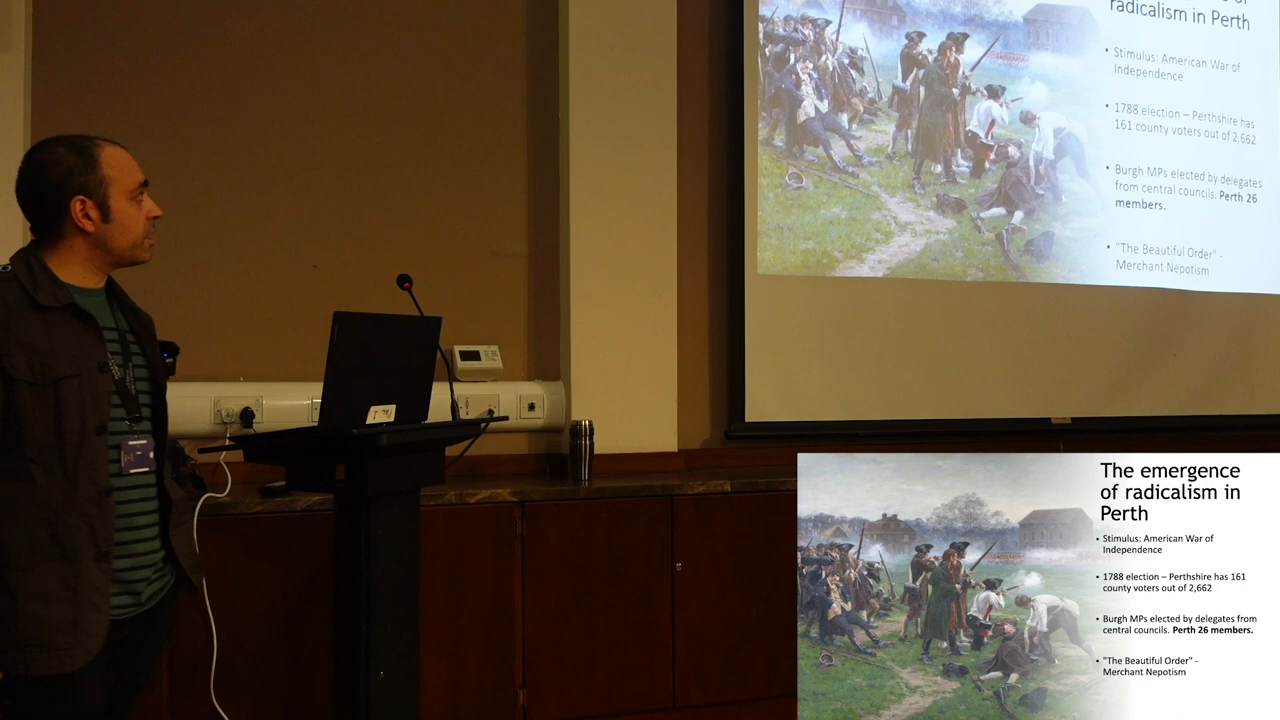 radicalism in Perth
• Stimulus: American War of
Independence
• 1788 election – Perthshire has
161 county voters out of 2,662
• Burgh MPs elected by delegates
from central councils. Perth 26
members.
• "The Beautiful Order" -
Merchant Nepotism
The emergence
of radicalism in
Perth
• Stimulus: American War of
Independence
• 1788 election – Perthshire has 161
county voters out of 2,662
• Burgh MPs elected by delegates from
central councils. Perth 26 members.
• "The Beautiful Order" -
Merchant Nepotism